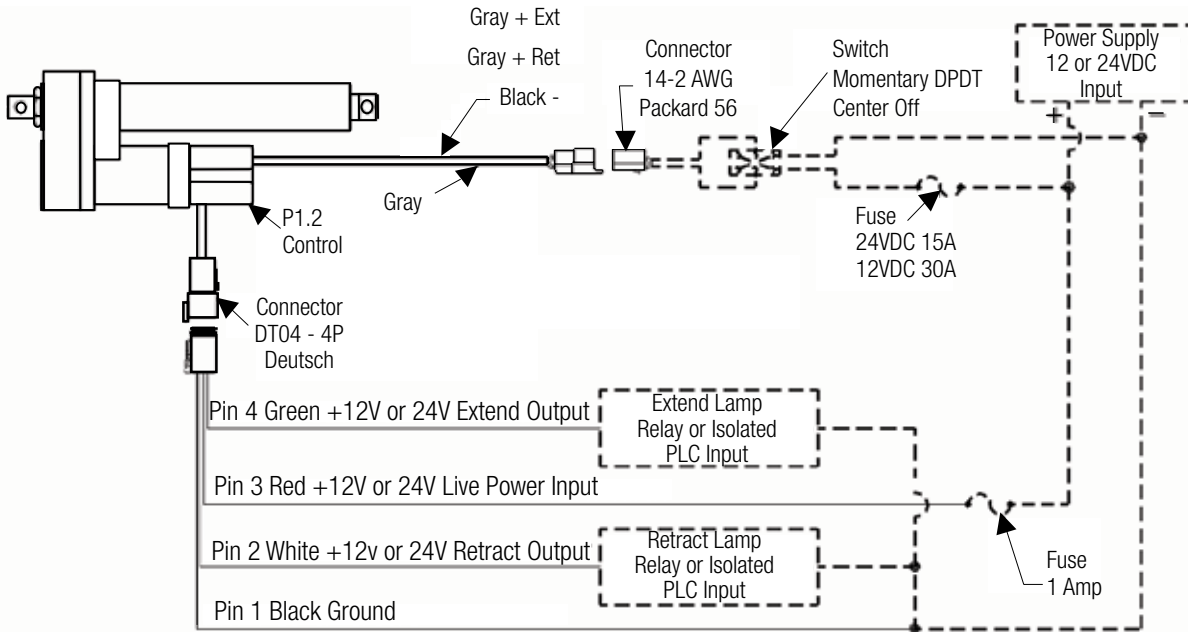 Gray + Ext
Gray + Ret
Black -
Gray
Connector
14-2 AWG
Packard 56
Switch
Momentary DPDT
Center Off
Power Supply
12 or 24VDC
Input
+
−
Fuse
24VDC 15A
12VDC 30A
P1.2
Control
Connector
DT04 - 4P
Deutsch
Pin 4 Green +12V or 24V Extend Output
Extend Lamp
Relay or Isolated
PLC Input
Pin 3 Red +12V or 24V Live Power Input
Pin 2 White +12v or 24V Retract Output
Retract Lamp
Relay or Isolated
PLC Input
Fuse
1 Amp
Pin 1 Black Ground